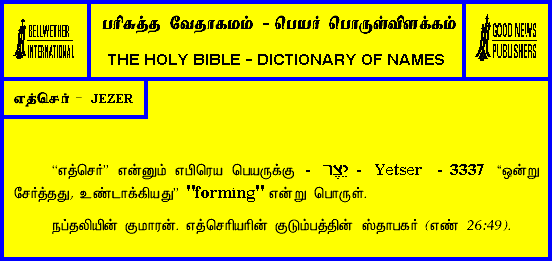 BELLWETHER
INTERNATIONAL
பரிசுத்த வேதாகமம் - பெயர் பொருள்விளக்கம்
THE HOLY BIBLE - DICTIONARY OF NAMES
GOOD NEWS
PUBLISHERS
எத்செர் - JEZER
“எத்செர்” என்னும் எபிரெய பெயருக்கு - יֵצֶר - Yetser - 3337 “ஒன்று
சேர்த்தது, உண்டாக்கியது” "forming" என்று பொருள்.
நப்தலியின் குமாரன். எத்செரியரின் குடும்பத்தின் ஸ்தாபகர் (எண் 26:49).